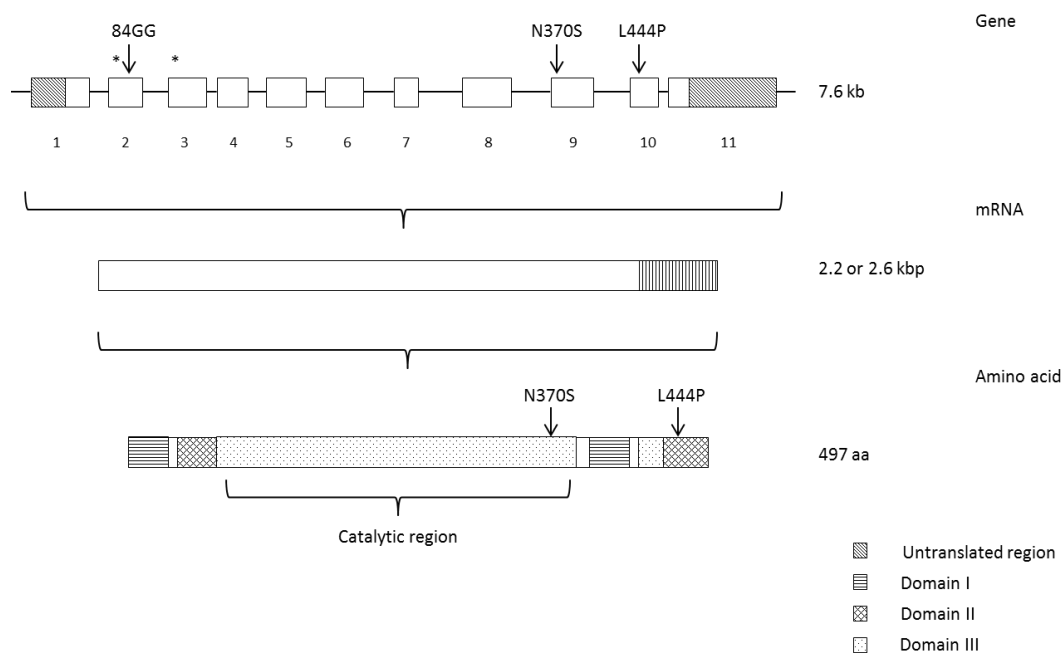 Gene
84GG N370S L444P
* *
7.6 kb
1 2 3 4 5 6 7 8 9 10 11
mRNA
2.2 or 2.6 kbp
Amino acid
N370S L444P
497 aa
Catalytic region
Untranslated region
Domain I
Domain II
Domain III